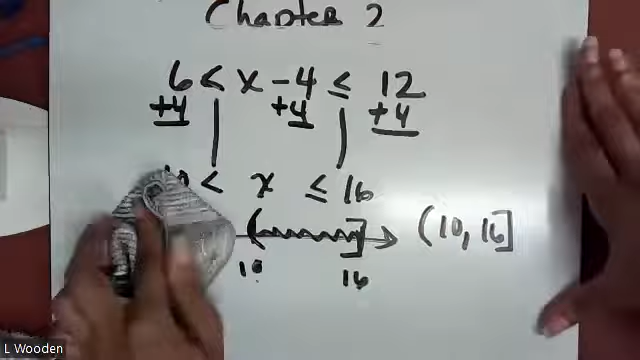 Chapter 2
6 < x - 4 ≤ 12
+4 +4 +4
< x ≤ 16
( ] (10, 16]
10 16
L Wooden